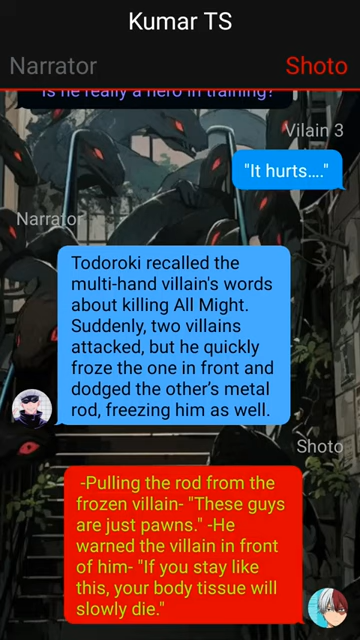 Kumar TS
Narrator
Shoto
Is he really a hero in training?
Vilain 3
"It hurts...."
Narrator
Todoroki recalled the
multi-hand villain's words
about killing All Might.
Suddenly, two villains
attacked, but he quickly
froze the one in front and
dodged the other's metal
rod, freezing him as well.
Shoto
-Pulling the rod from the
frozen villain- "These guys
are just pawns." -He
warned the villain in front
of him- "If you stay like
this, your body tissue will
slowly die."